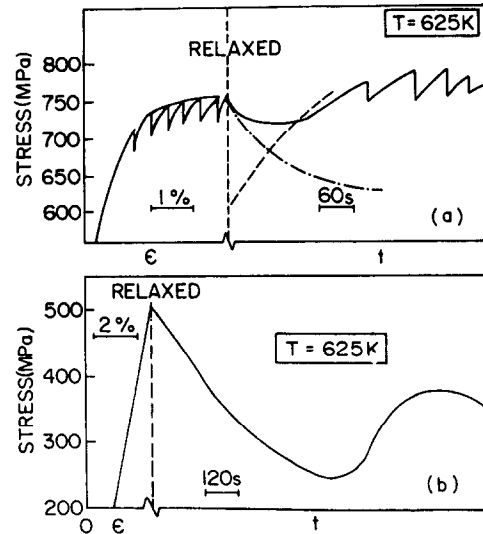 T = 625K
RELAXED
STRESS(MPa)
800
750
700
650
600
1%
60s
(a)
ϵ
t
RELAXED
2%
T = 625K
STRESS(MPa)
500
400
300
200
120s
(b)
0
ϵ
t